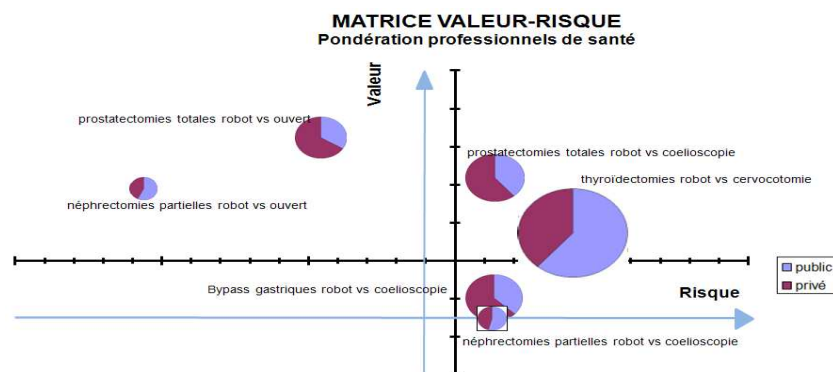 MATRICE VALEUR-RISQUE
Pondération professionnels de santé
Valeur
prostatectomies totales robot vs ouvert
prostatectomies totales robot vs coelioscopie
thyroïdectomies robot vs cervocotomie
néphrectomies partielles robot vs ouvert
public
privé
Bypass gastriques robot vs coelioscopie
Risque
néphrectomies partielles robot vs coelioscopie